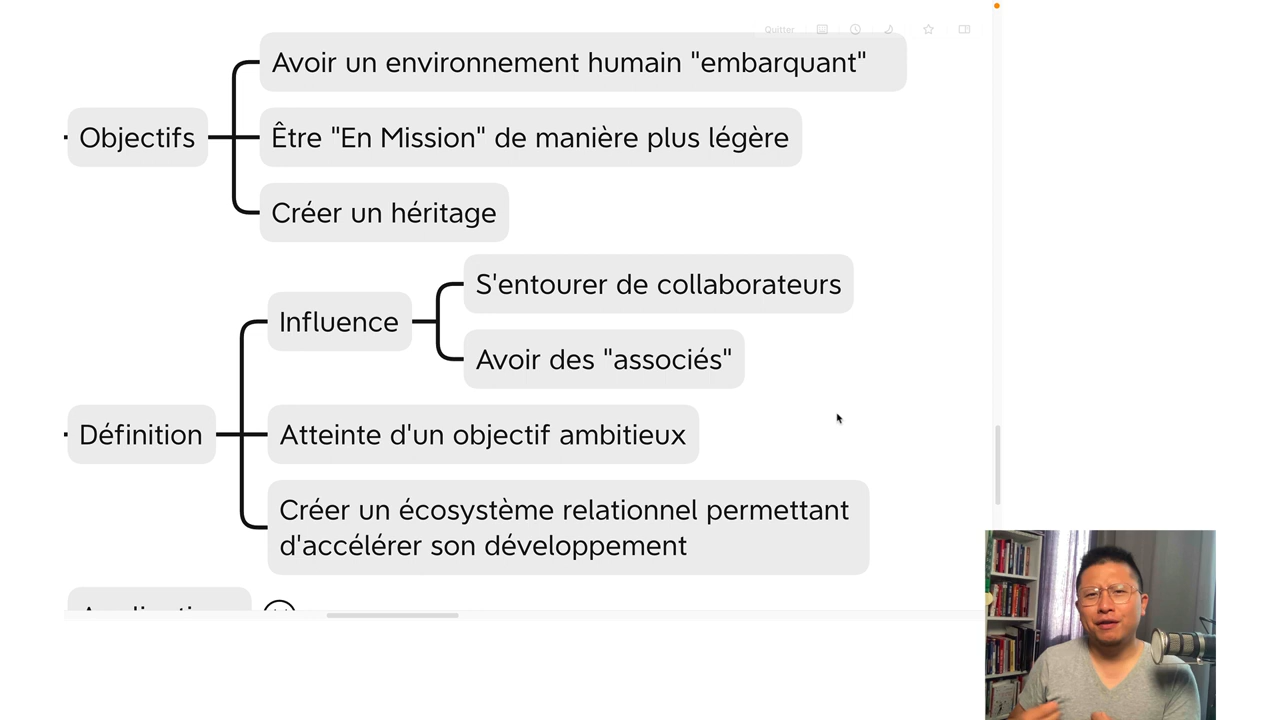 Quitter
Avoir un environnement humain "embarquant"
Objectifs
Être "En Mission" de manière plus légère
Créer un héritage
S'entourer de collaborateurs
Influence
Avoir des "associés"
Définition
Atteinte d'un objectif ambitieux
Créer un écosystème relationnel permettant
d'accélérer son développement